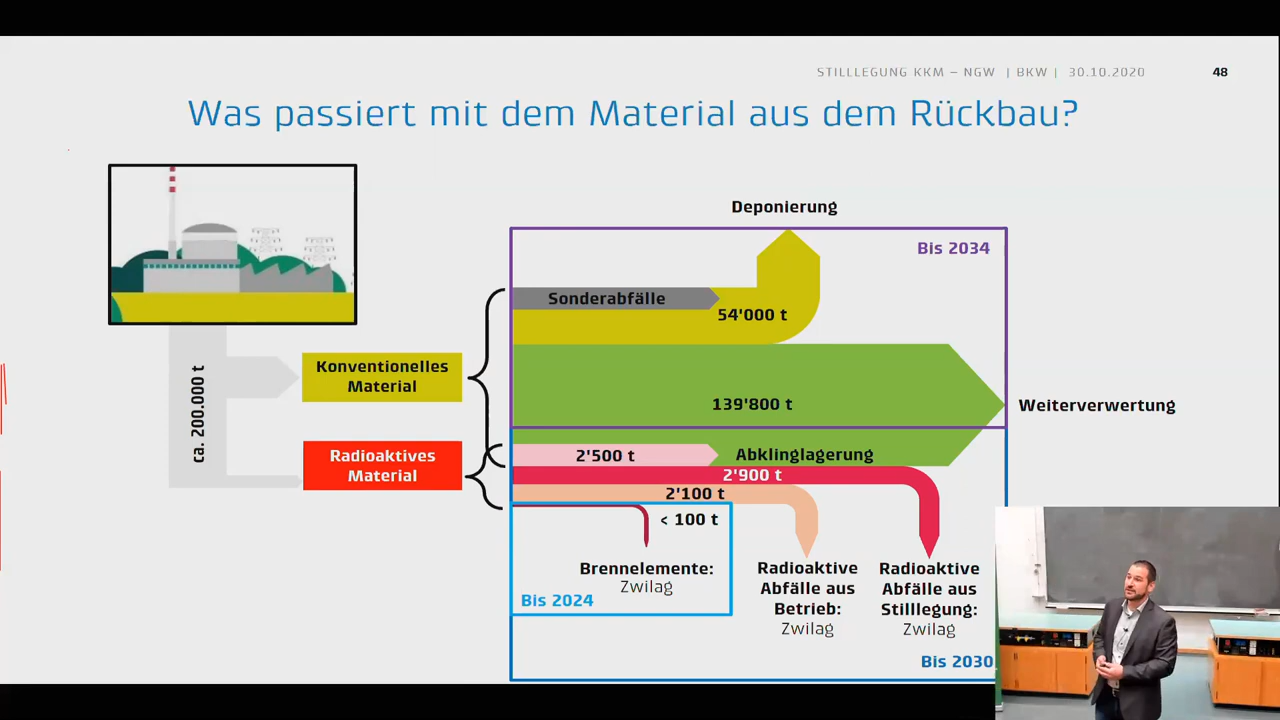 STILLLEGUNG KKM – NGW | BKW | 30.10.2020 48
Was passiert mit dem Material aus dem Rückbau?
Deponierung
Bis 2034
Sonderabfälle
54'000 t
ca. 200.000 t
Konventionelles
Material
139'800 t
Weiterverwertung
Radioaktives
Material
2'500 t
Abklinglagerung
2'900 t
2'100 t
< 100 t
Brennelemente:
Zwilag
Bis 2024
Radioaktive
Abfälle aus
Betrieb:
Zwilag
Radioaktive
Abfälle aus
Stilllegung:
Zwilag
Bis 2030